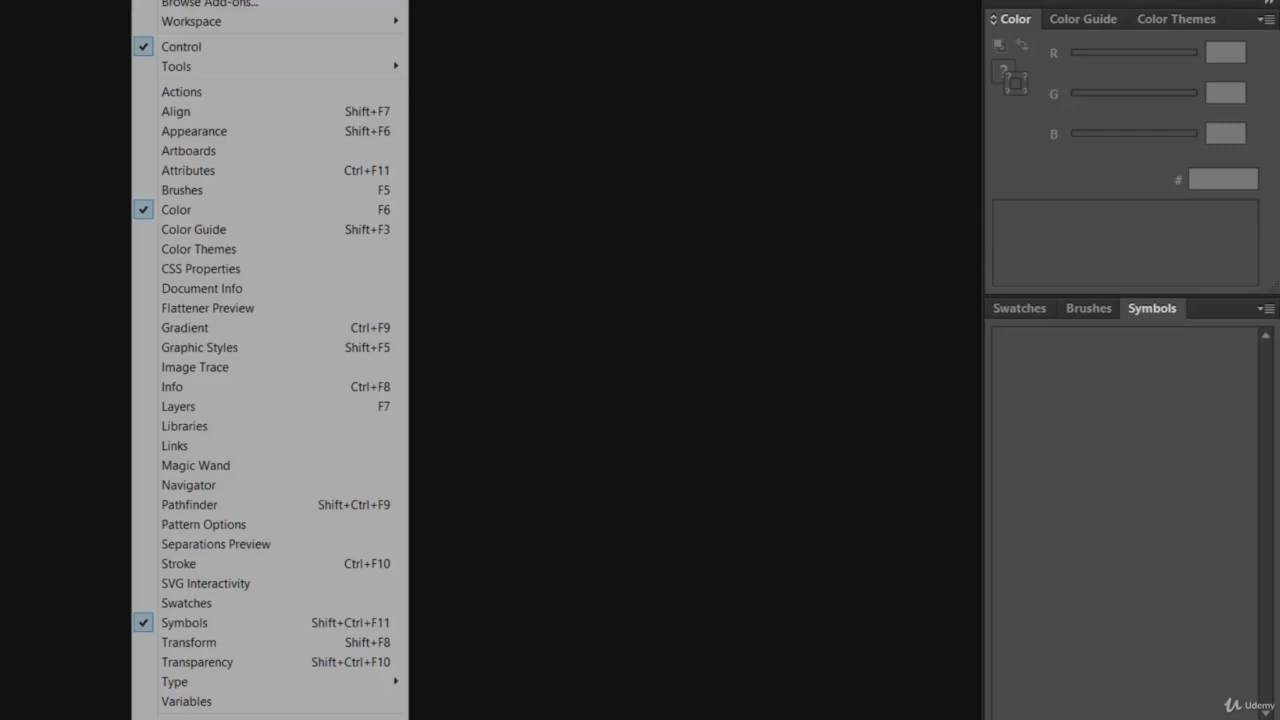 Browse Add-ons...
Workspace
Control
Tools
Actions
Align Shift+F7
Appearance Shift+F6
Artboards
Attributes Ctrl+F11
Brushes F5
Color F6
Color Guide Shift+F3
Color Themes
CSS Properties
Document Info
Flattener Preview
Gradient Ctrl+F9
Graphic Styles Shift+F5
Image Trace
Info Ctrl+F8
Layers F7
Libraries
Links
Magic Wand
Navigator
Pathfinder Shift+Ctrl+F9
Pattern Options
Separations Preview
Stroke Ctrl+F10
SVG Interactivity
Swatches
Symbols Shift+Ctrl+F11
Transform Shift+F8
Transparency Shift+Ctrl+F10
Type
Variables
Color Color Guide Color Themes
R
G
B
#
Swatches Brushes Symbols
Udemy